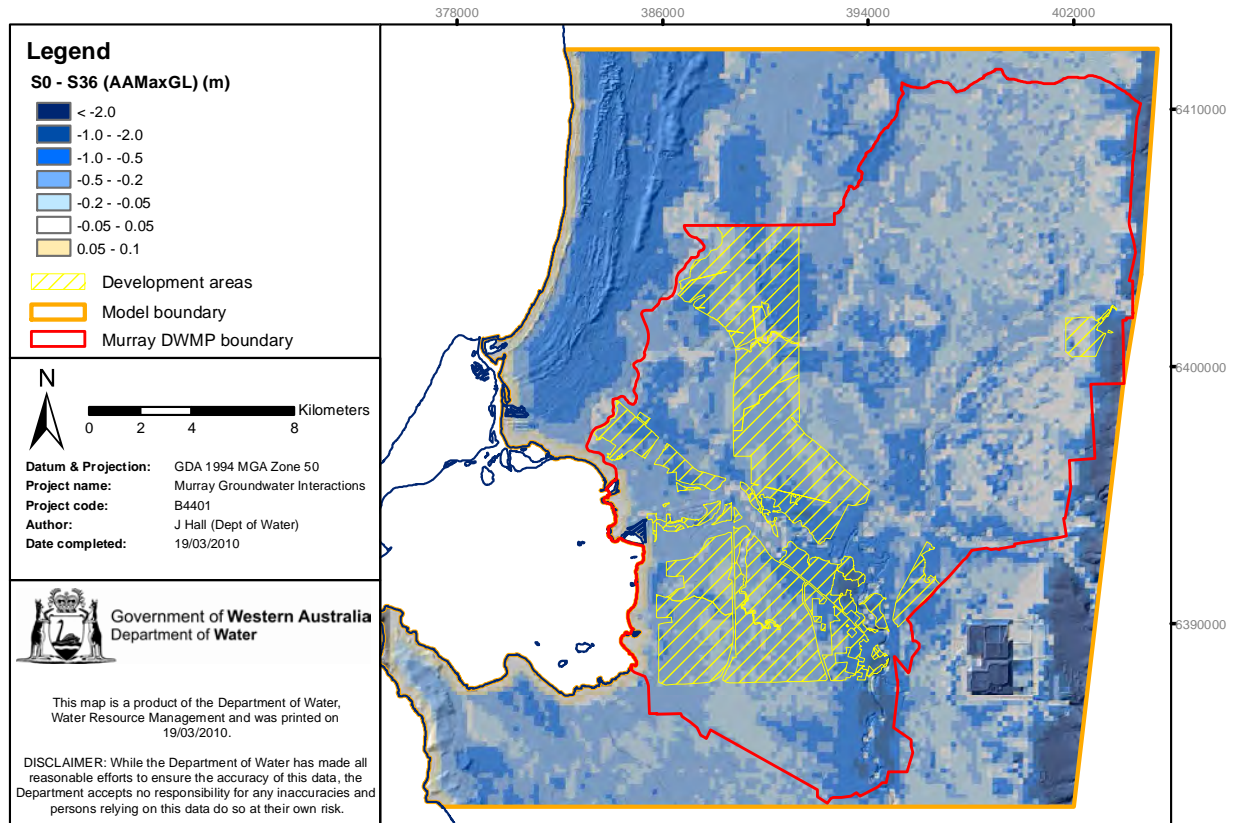 378000 386000 394000 402000
Legend
S0 - S36 (AAMaxGL) (m)
< -2.0
-1.0 - -2.0
-1.0 - -0.5
-0.5 - -0.2
-0.2 - -0.05
-0.05 - 0.05
0.05 - 0.1
Development areas
Model boundary
Murray DWMP boundary
N
Kilometers
0 2 4 8
Datum & Projection: GDA 1994 MGA Zone 50
Project name: Murray Groundwater Interactions
Project code: B4401
Author: J Hall (Dept of Water)
Date completed: 19/03/2010
Government of Western Australia
Department of Water
This map is a product of the Department of Water,
Water Resource Management and was printed on
19/03/2010.
DISCLAIMER: While the Department of Water has made all
reasonable efforts to ensure the accuracy of this data, the
Department accepts no responsibility for any inaccuracies and
persons relying on this data do so at their own risk.
6410000
6400000
6390000